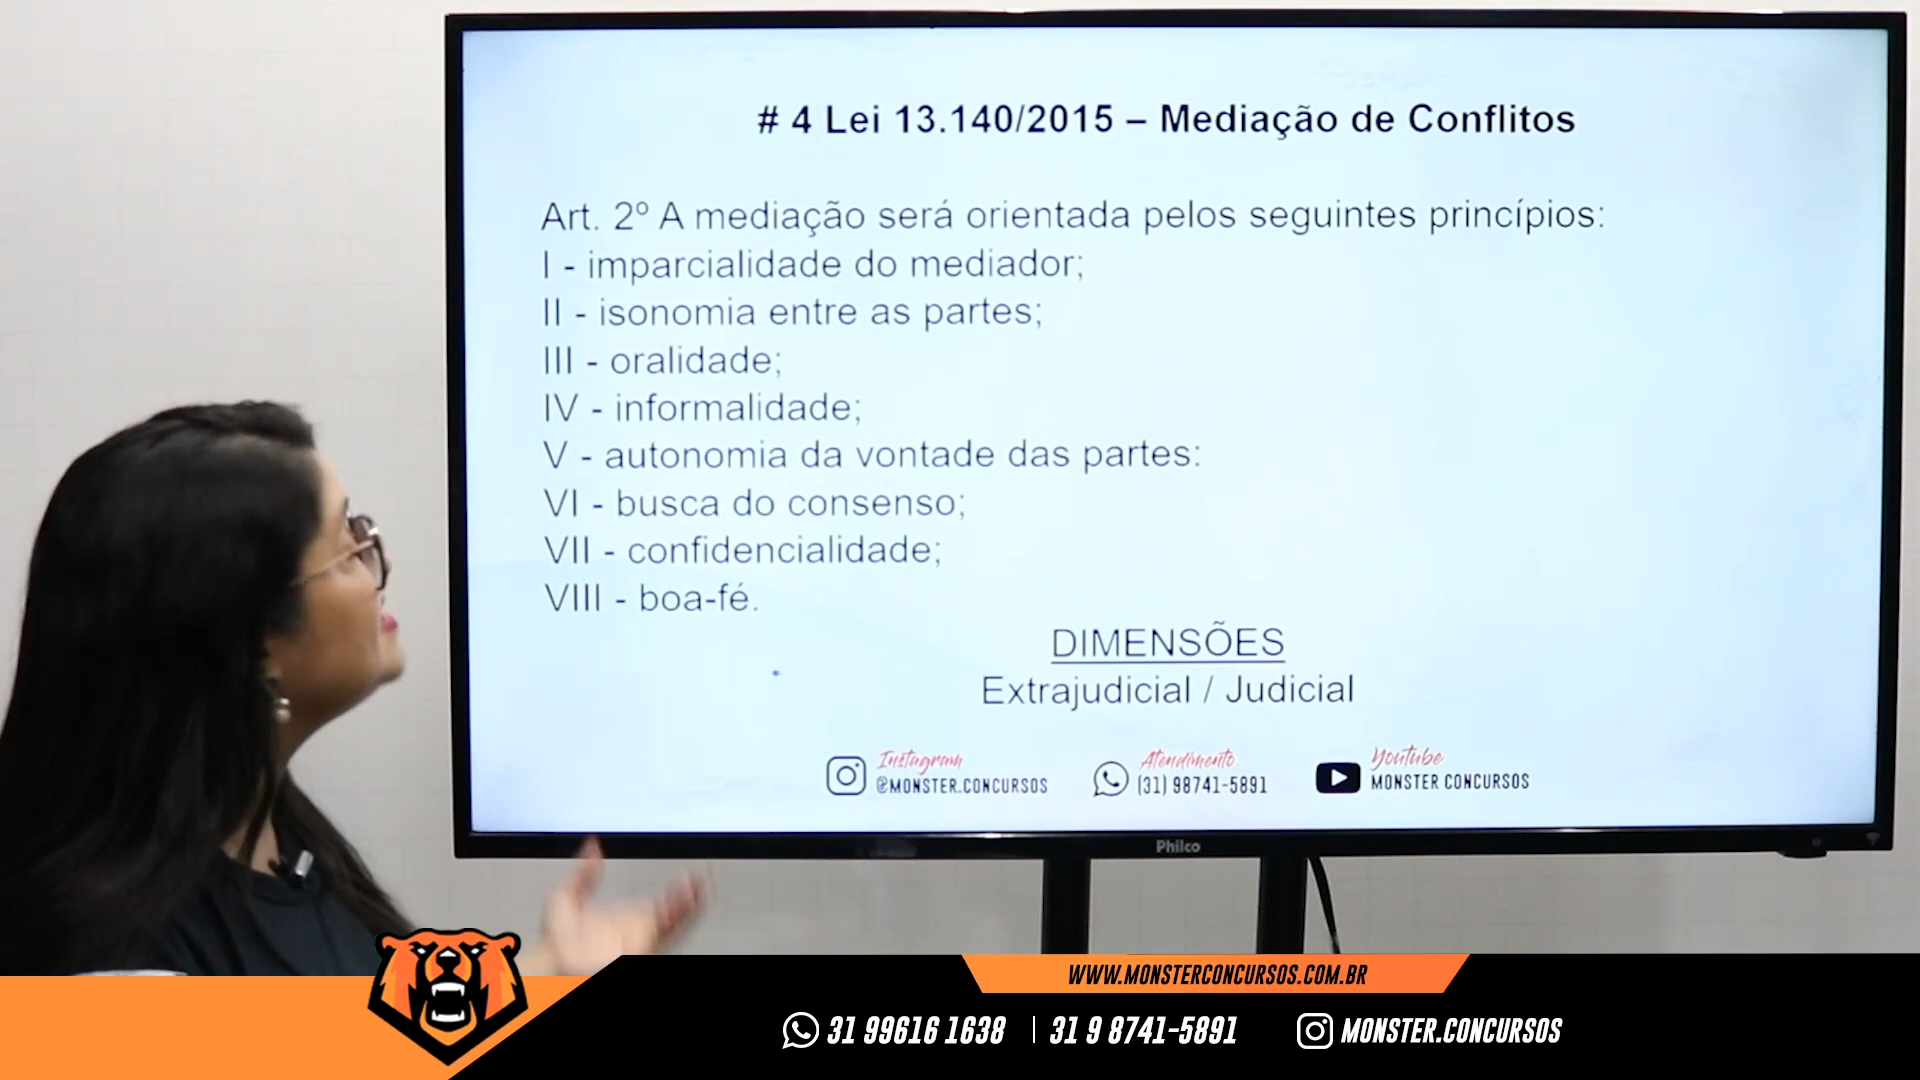 # 4 Lei 13.140/2015 – Mediação de Conflitos
Art. 2º A mediação será orientada pelos seguintes princípios:
I - imparcialidade do mediador;
II - isonomia entre as partes;
III - oralidade;
IV - informalidade;
V - autonomia da vontade das partes:
VI - busca do consenso;
VII - confidencialidade;
VIII - boa-fé.
DIMENSÕES
Extrajudicial / Judicial
Instagram
@MONSTER.CONCURSOS
Atendimento
(31) 98741-5891
Youtube
MONSTER CONCURSOS
Philco
WWW.MONSTERCONCURSOS.COM.BR
31 99616 1638 | 31 9 8741-5891
MONSTER.CONCURSOS